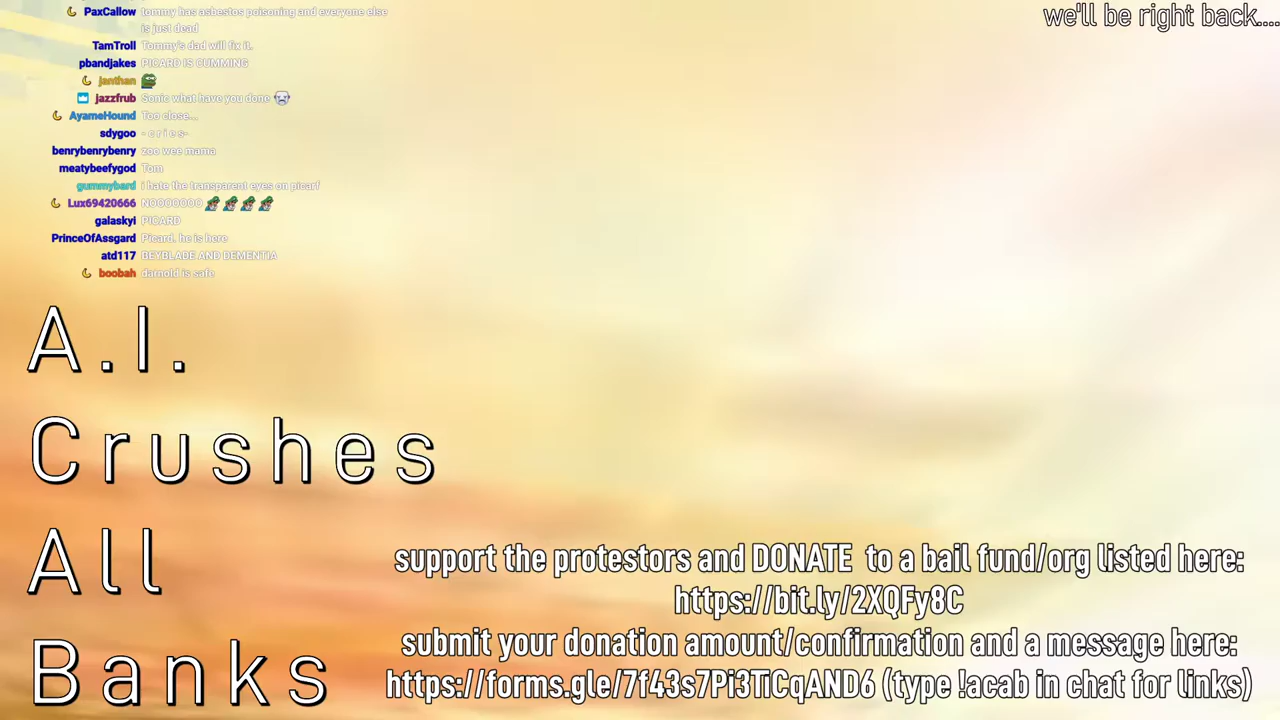 we'll be right back....
PaxCallow tommy has asbestos poisoning and everyone else
is just dead
TamTroll Tommy's dad will fix it.
pbandjakes PICARD IS CUMMING
janthan
jazzfrub Sonic what have you done
AyameHound Too close...
sdygoo - c r i e s-
benrybenrybenry zoo wee mama
meatybeefygod Tom
gummybard i hate the transparent eyes on picarf
Lux69420666 NOOOOOOO
galaskyi PICARD
PrinceOfAssgard Picard. he is here
atd117 BEYBLADE AND DEMENTIA
boobah darnold is safe
A.I.
Crushes
All
Banks
support the protestors and DONATE to a bail fund/org listed here:
https://bit.ly/2XQFy8C
submit your donation amount/confirmation and a message here:
https://forms.gle/7f43s7Pi3TiCqAND6 (type !acab in chat for links)